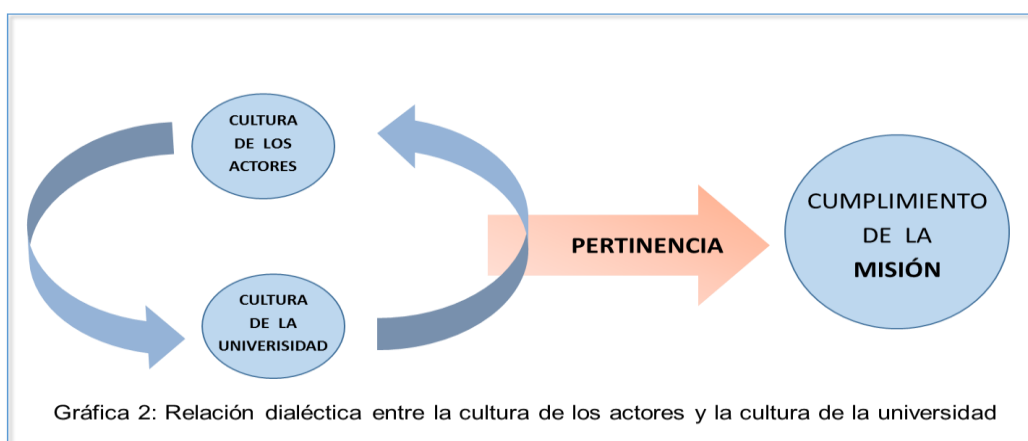 CULTURA
DE LOS
ACTORES
CULTURA
DE LA
UNIVERISIDAD
PERTINENCIA
CUMPLIMIENTO
DE LA
MISIÓN
Gráfica 2: Relación dialéctica entre la cultura de los actores y la cultura de la universidad